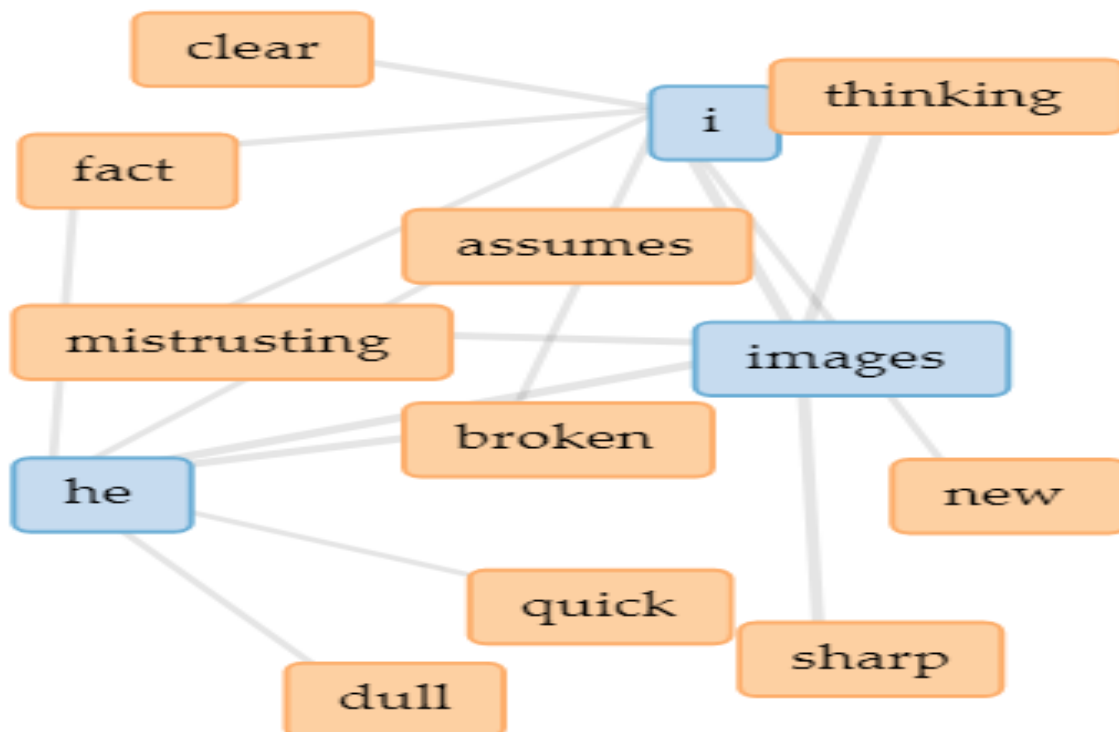 clear
i
thinking
fact
assumes
mistrusting
images
broken
he
new
quick
sharp
dull